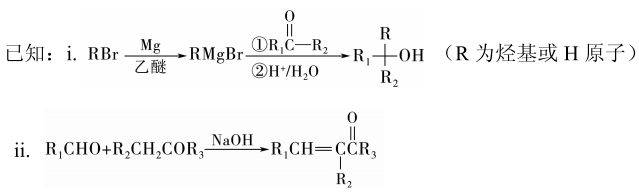 已知：i. RBr Mg 乙醚 RMgBr ①R₁C(=O)—R₂ ②H⁺/H₂O R₁ R R₂ OH （R 为烃基或 H 原子）
ii. R₁CHO+R₂CH₂COR₃ NaOH R₁CH=CCR₃ O R₂